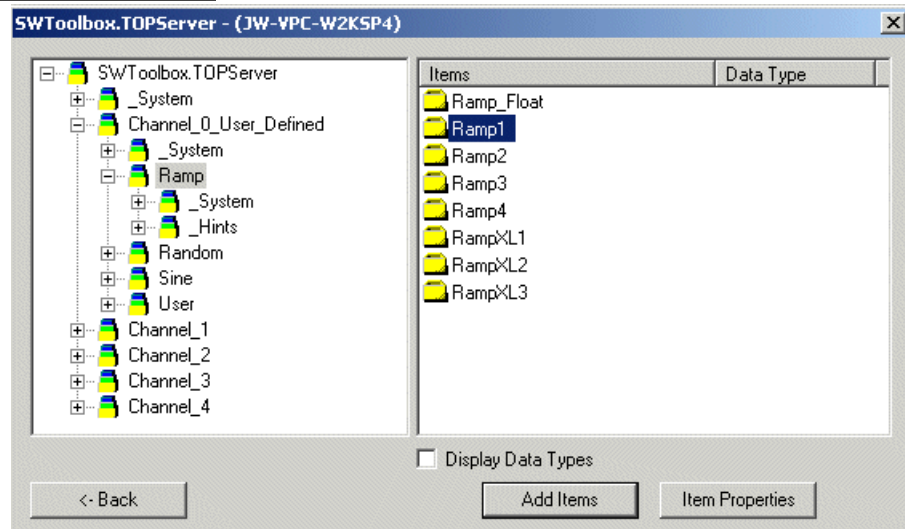 SWToolbox.TOPServer - (JW-VPC-W2KSP4)
SWToolbox.TOPServer
_System
Channel_0_User_Defined
_System
Ramp
_System
_Hints
Random
Sine
User
Channel_1
Channel_2
Channel_3
Channel_4
Items Data Type
Ramp_Float
Ramp1
Ramp2
Ramp3
Ramp4
RampXL1
RampXL2
RampXL3
Display Data Types
<- Back Add Items Item Properties